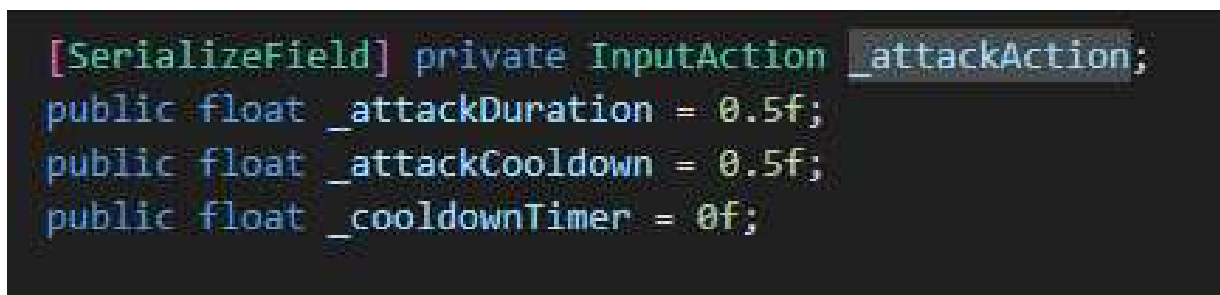 [SerializeField] private InputAction _attackAction;
public float _attackDuration = 0.5f;
public float _attackCooldown = 0.5f;
public float _cooldownTimer = 0f;